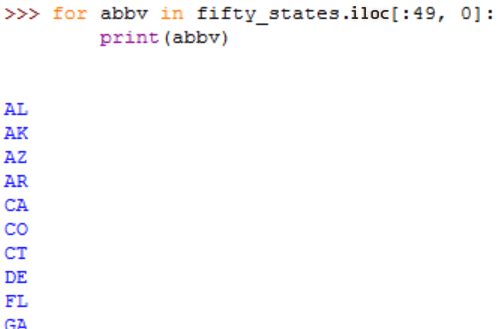 >>> for abbv in fifty_states.iloc[:49, 0]:
        print(abbv)
AL
AK
AZ
AR
CA
CO
CT
DE
FL
GA